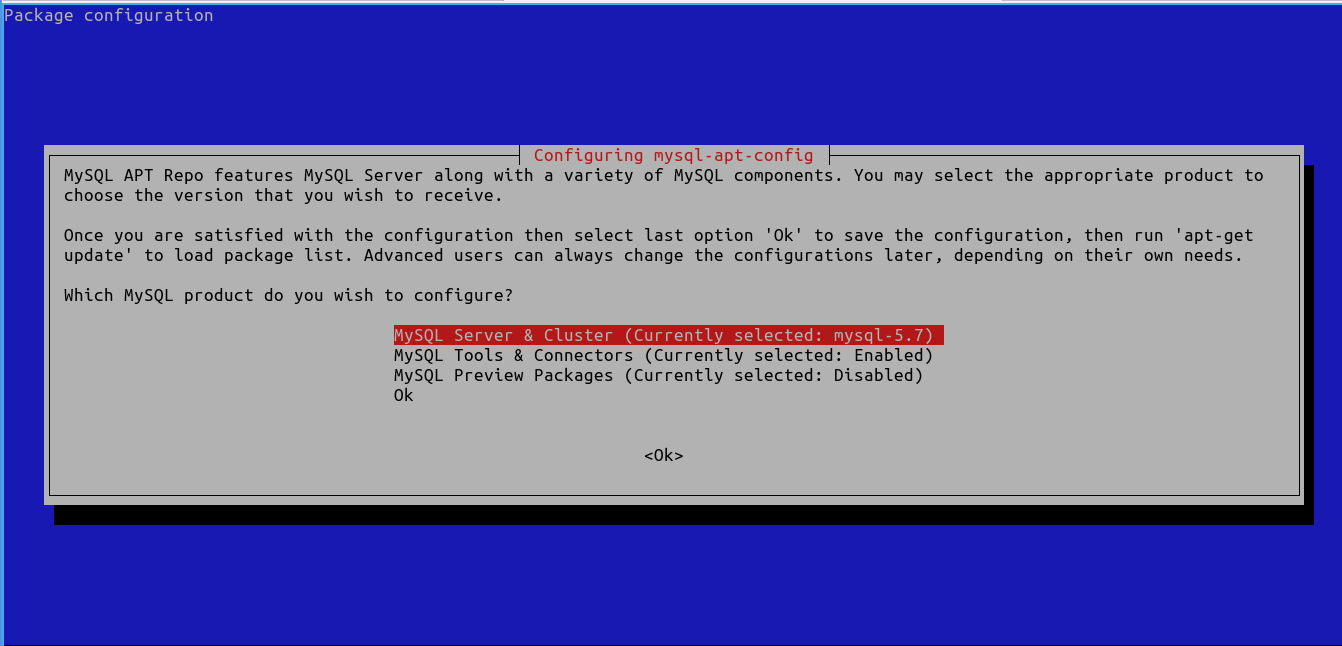 Package configuration
Configuring mysql-apt-config
MySQL APT Repo features MySQL Server along with a variety of MySQL components. You may select the appropriate product to
choose the version that you wish to receive.
Once you are satisfied with the configuration then select last option 'Ok' to save the configuration, then run 'apt-get
update' to load package list. Advanced users can always change the configurations later, depending on their own needs.
Which MySQL product do you wish to configure?
MySQL Server & Cluster (Currently selected: mysql-5.7)
MySQL Tools & Connectors (Currently selected: Enabled)
MySQL Preview Packages (Currently selected: Disabled)
Ok
<Ok>